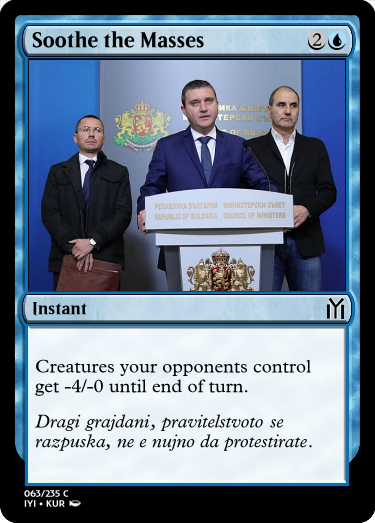 Soothe the Masses 2
РЕПУБЛИКА БЪЛГАРИЯ МИНИСТЕРСКИ СЪВЕТ
REPUBLIC OF BULGARIA COUNCIL OF MINISTERS
Instant
Creatures your opponents control
get -4/-0 until end of turn.
Dragi grajdani, pravitelstvoto se
razpuska, ne e nujno da protestirate.
063/235 C
IYI • KUR